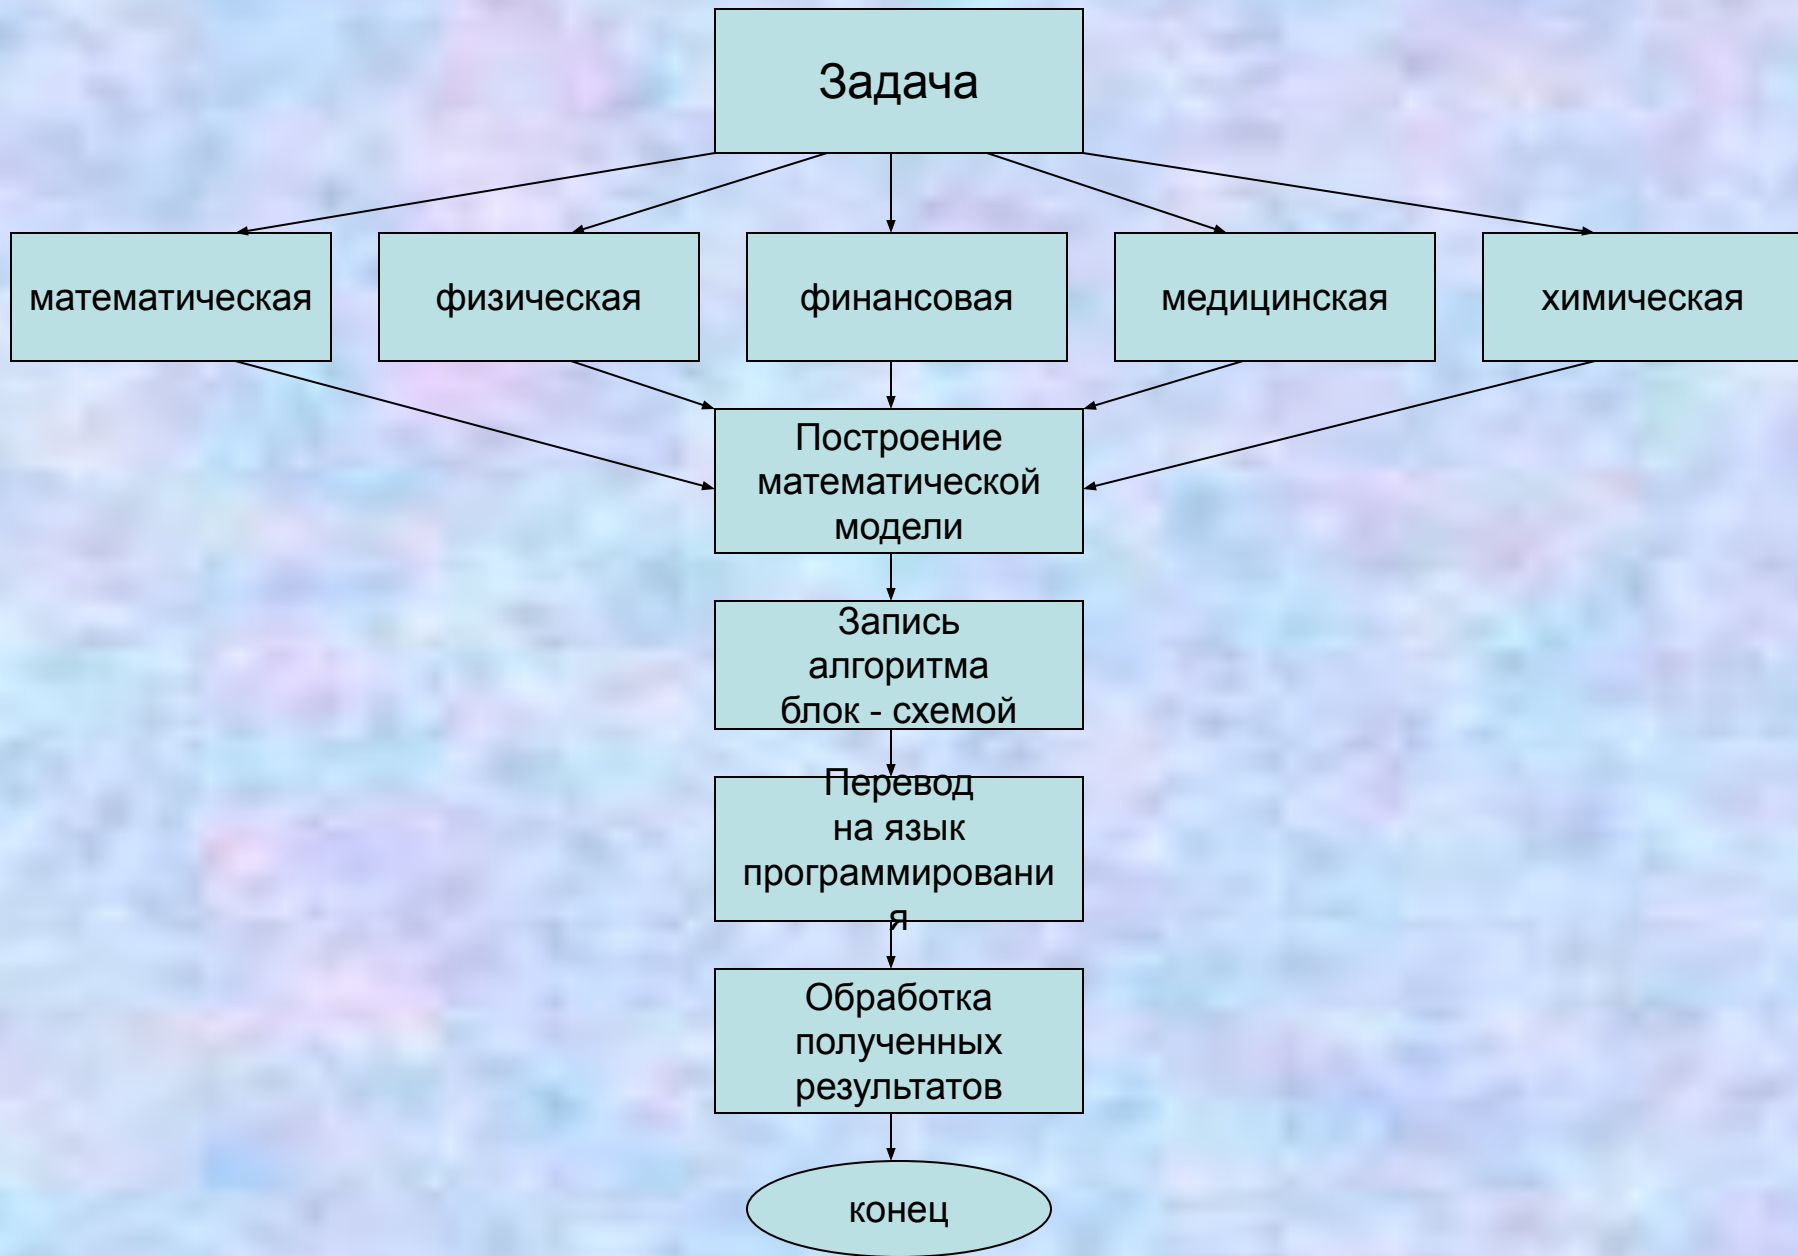 Задача
математическая
физическая
финансовая
медицинская
химическая
Построение
математической
модели
Запись
алгоритма
блок - схемой
Перевод
на язык
программировани
я
Обработка
полученных
результатов
конец